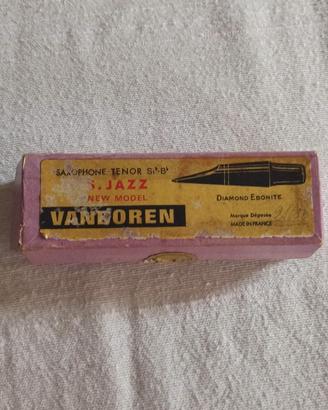 SAXOPHONE TENOR Si♭-B♭
S. JAZZ
NEW MODEL
VANDOREN
DIAMOND EBONITE
Marque Déposée
MADE IN FRANCE